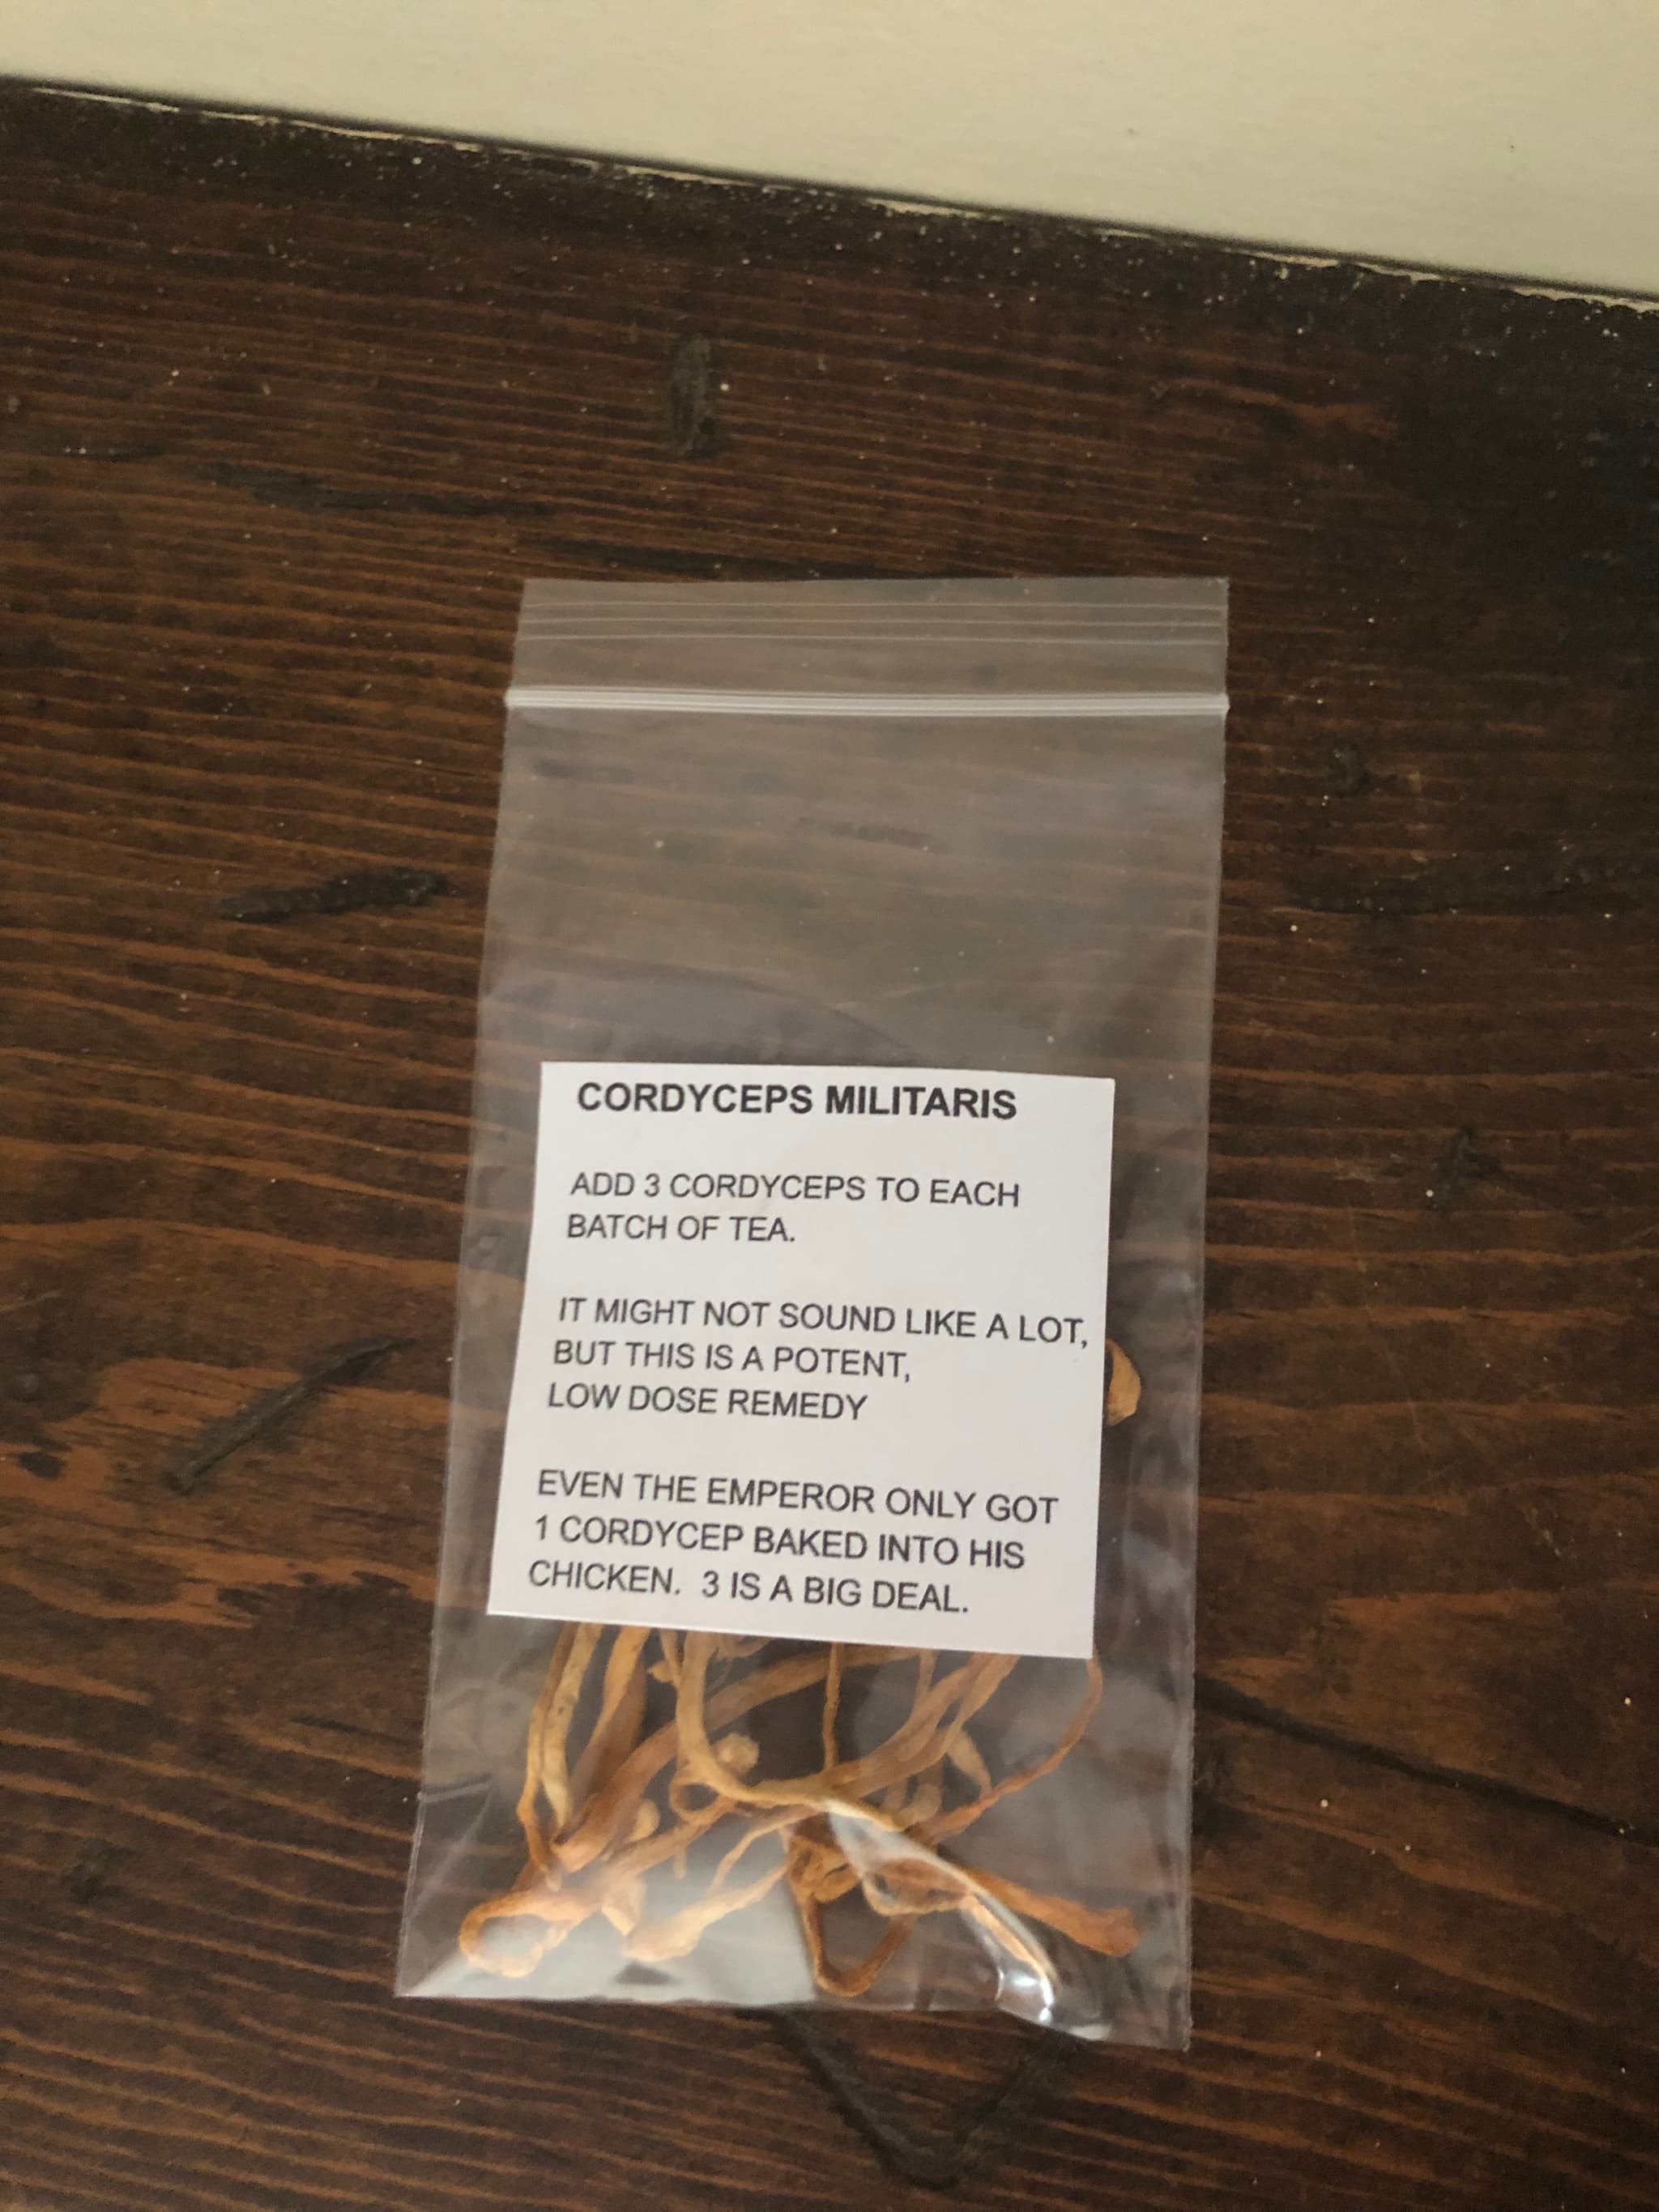 CORDYCEPS MILITARIS
ADD 3 CORDYCEPS TO EACH
BATCH OF TEA.
IT MIGHT NOT SOUND LIKE A LOT,
BUT THIS IS A POTENT,
LOW DOSE REMEDY
EVEN THE EMPEROR ONLY GOT
1 CORDYCEP BAKED INTO HIS
CHICKEN.  3 IS A BIG DEAL.